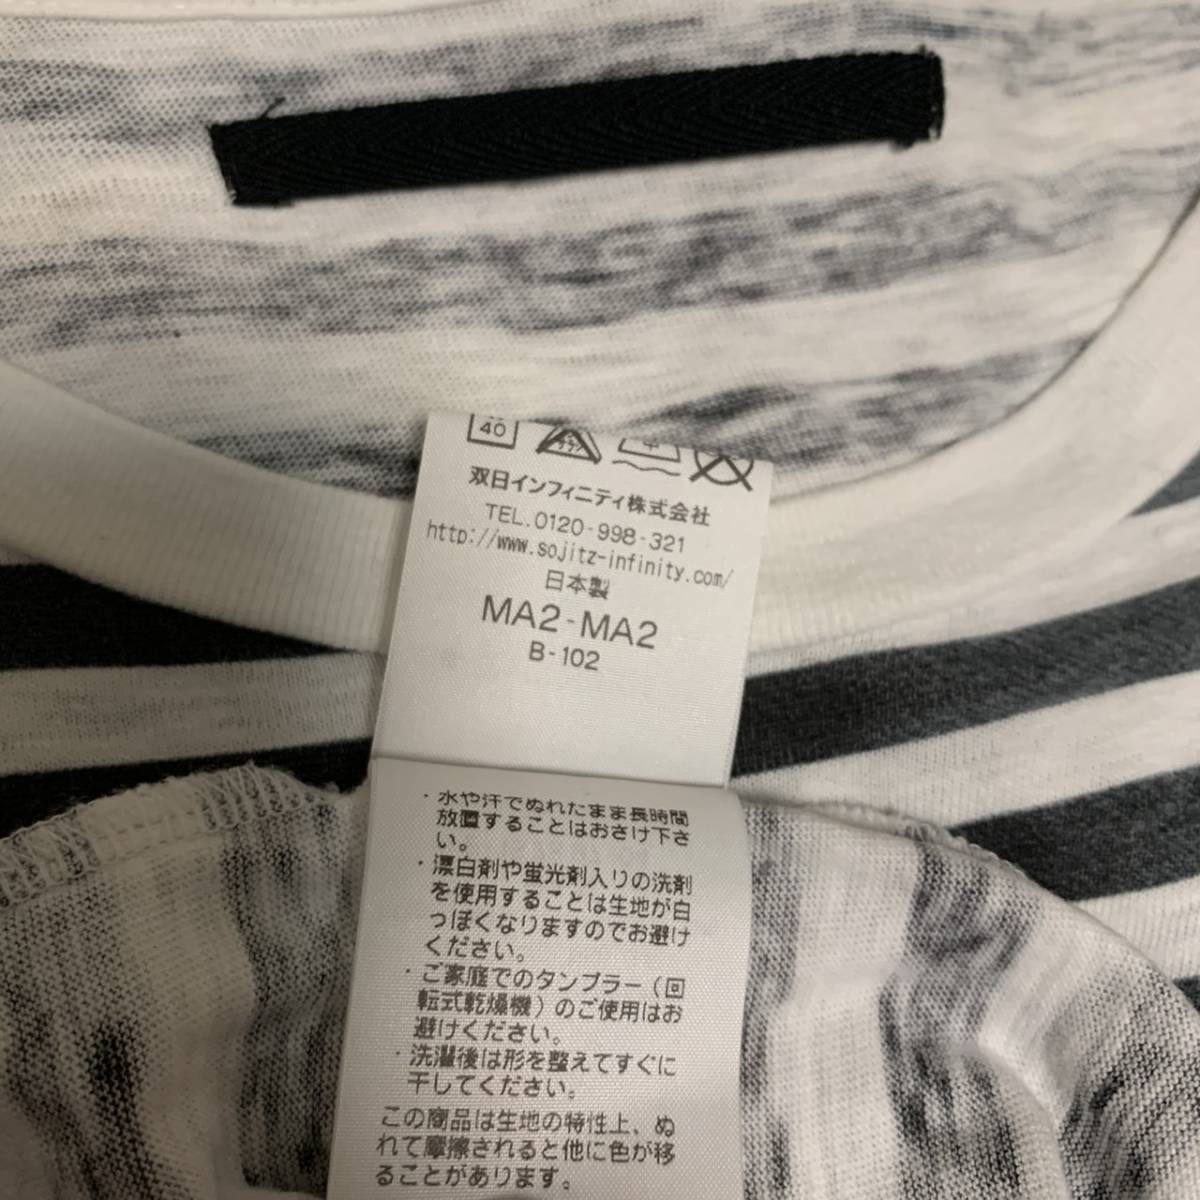 40
双日インフィニティ株式会社
TEL.0120-998-321
http://www.sojitz-infinity.com/
日本製
MA2-MA2
B-102
・水や汗でぬれたまま長時間
放置することはおさけ下さ
い。
・漂白剤や蛍光剤入りの洗剤
を使用することは生地が白
っぽくなりますのでお避け
ください。
・ご家庭でのタンブラー(回
転式乾燥機)のご使用はお
避けください。
・洗濯後は形を整えてすぐに
干してください。
この商品は生地の特性上、ぬ
れて摩擦されると他に色が移
ることがあります。